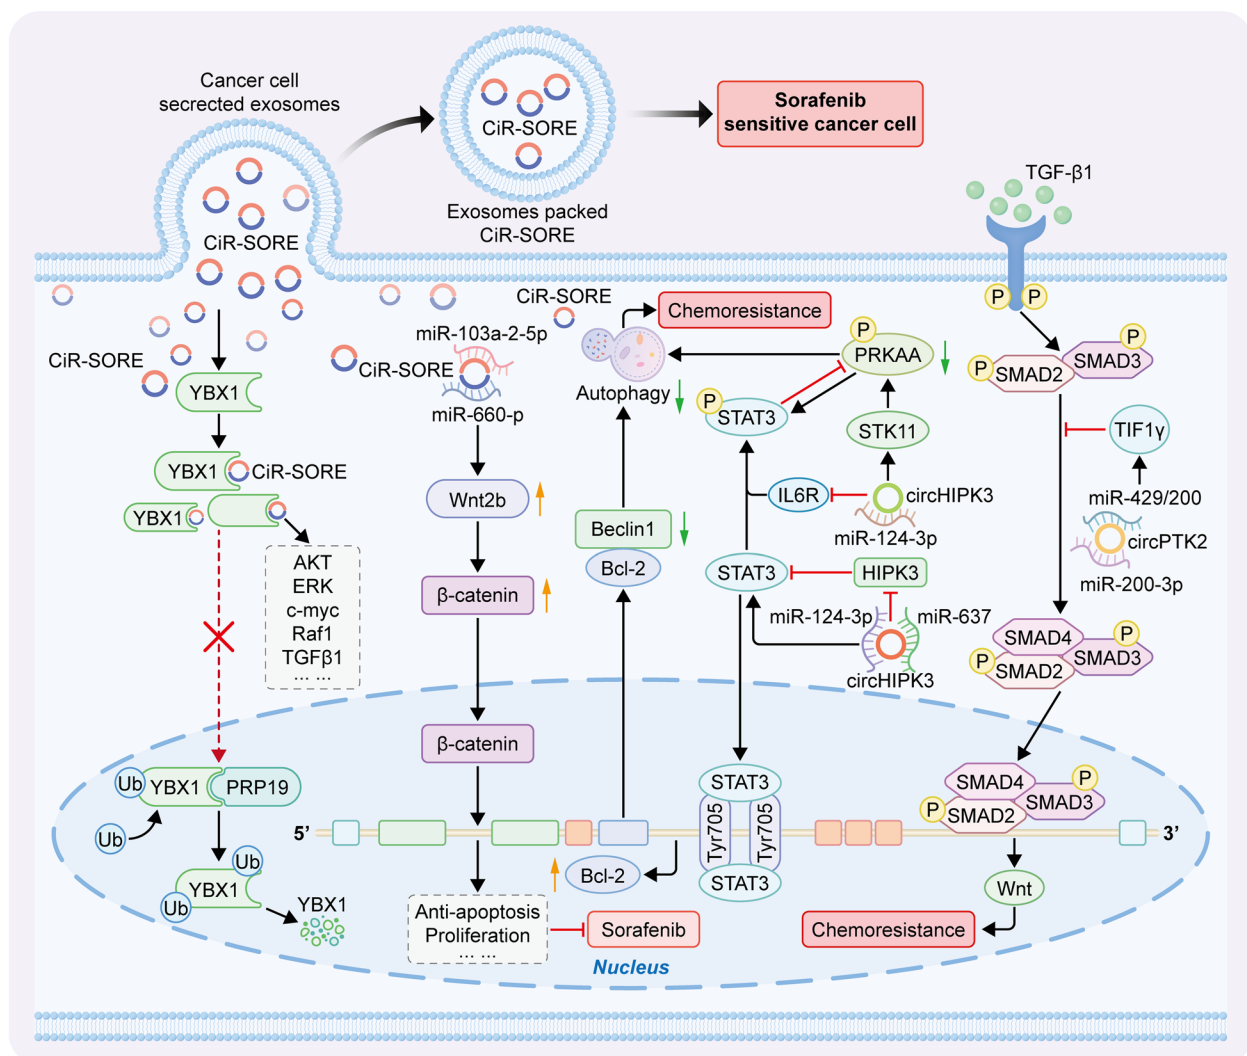 Cancer cell
secrected exosomes
CiR-SORE
CiR-SORE
Exosomes packed
CiR-SORE
Sorafenib
sensitive cancer cell
TGF-β1
P
P
CiR-SORE
YBX1
YBX1
CiR-SORE
YBX1
AKT
ERK
c-myc
Raf1
TGFβ1
... ...
miR-103a-2-5p
CiR-SORE
miR-660-p
Wnt2b
β-catenin
CiR-SORE
Chemoresistance
Autophagy
Beclin1
Bcl-2
P
PRKAA
P
STAT3
STK11
IL6R
circHIPK3
miR-124-3p
STAT3
HIPK3
miR-124-3p
miR-637
circHIPK3
P
SMAD2
P
SMAD3
TIF1γ
miR-429/200
circPTK2
miR-200-3p
SMAD4
P
SMAD2
P
SMAD3
Ub
YBX1
PRP19
Ub
Ub
YBX1
Ub
YBX1
β-catenin
5’
3’
STAT3
Tyr705
Tyr705
STAT3
Bcl-2
Anti-apoptosis
Proliferation
... ...
Sorafenib
SMAD4
P
SMAD2
P
SMAD3
Wnt
Chemoresistance
Nucleus